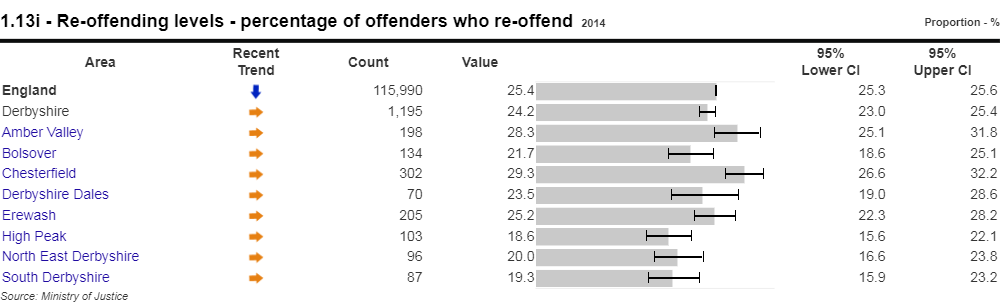 1.13i - Re-offending levels - percentage of offenders who re-offend 2014 Proportion - %
Area Recent Trend Count Value 95% Lower CI 95% Upper CI
England 115,990 25.4 25.3 25.6
Derbyshire 1,195 24.2 23.0 25.4
Amber Valley 198 28.3 25.1 31.8
Bolsover 134 21.7 18.6 25.1
Chesterfield 302 29.3 26.6 32.2
Derbyshire Dales 70 23.5 19.0 28.6
Erewash 205 25.2 22.3 28.2
High Peak 103 18.6 15.6 22.1
North East Derbyshire 96 20.0 16.6 23.8
South Derbyshire 87 19.3 15.9 23.2
Source: Ministry of Justice